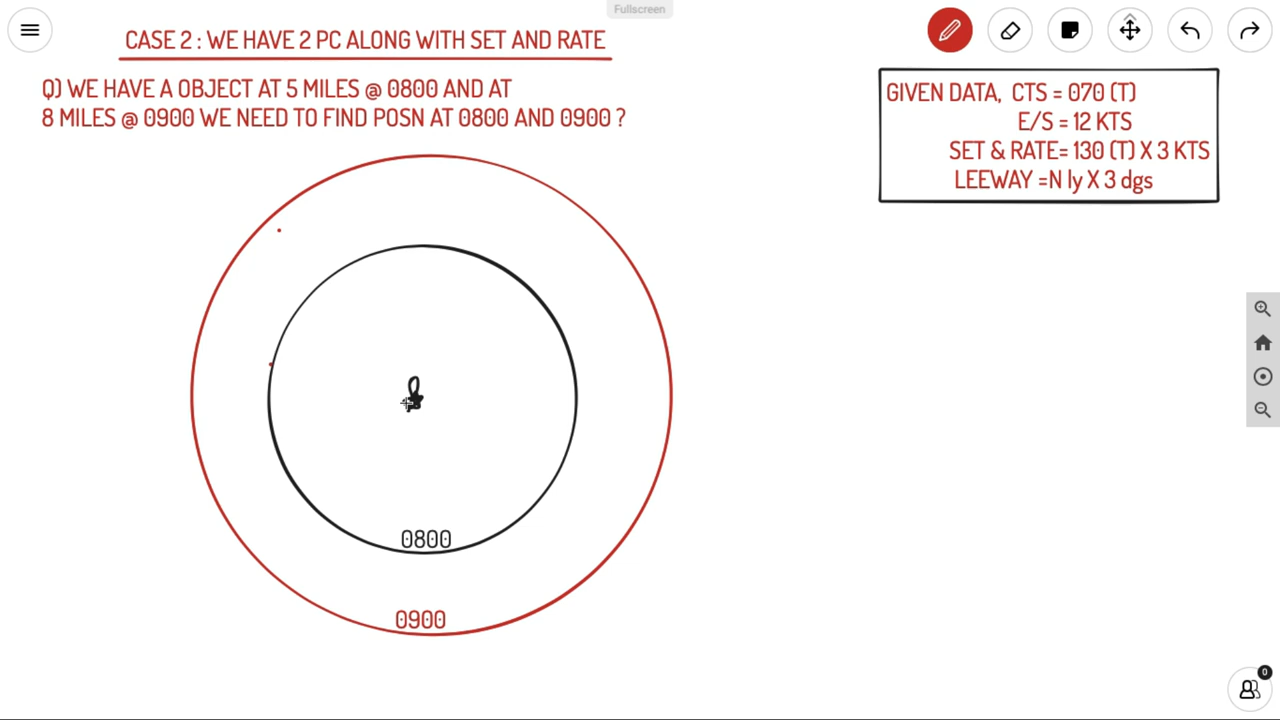 Fullscreen
CASE 2 : WE HAVE 2 PC ALONG WITH SET AND RATE
Q) WE HAVE A OBJECT AT 5 MILES @ 0800 AND AT
8 MILES @ 0900 WE NEED TO FIND POSN AT 0800 AND 0900 ?
GIVEN DATA, CTS = 070 (T)
E/S = 12 KTS
SET & RATE= 130 (T) X 3 KTS
LEEWAY =N ly X 3 dgs
0800
0900
0